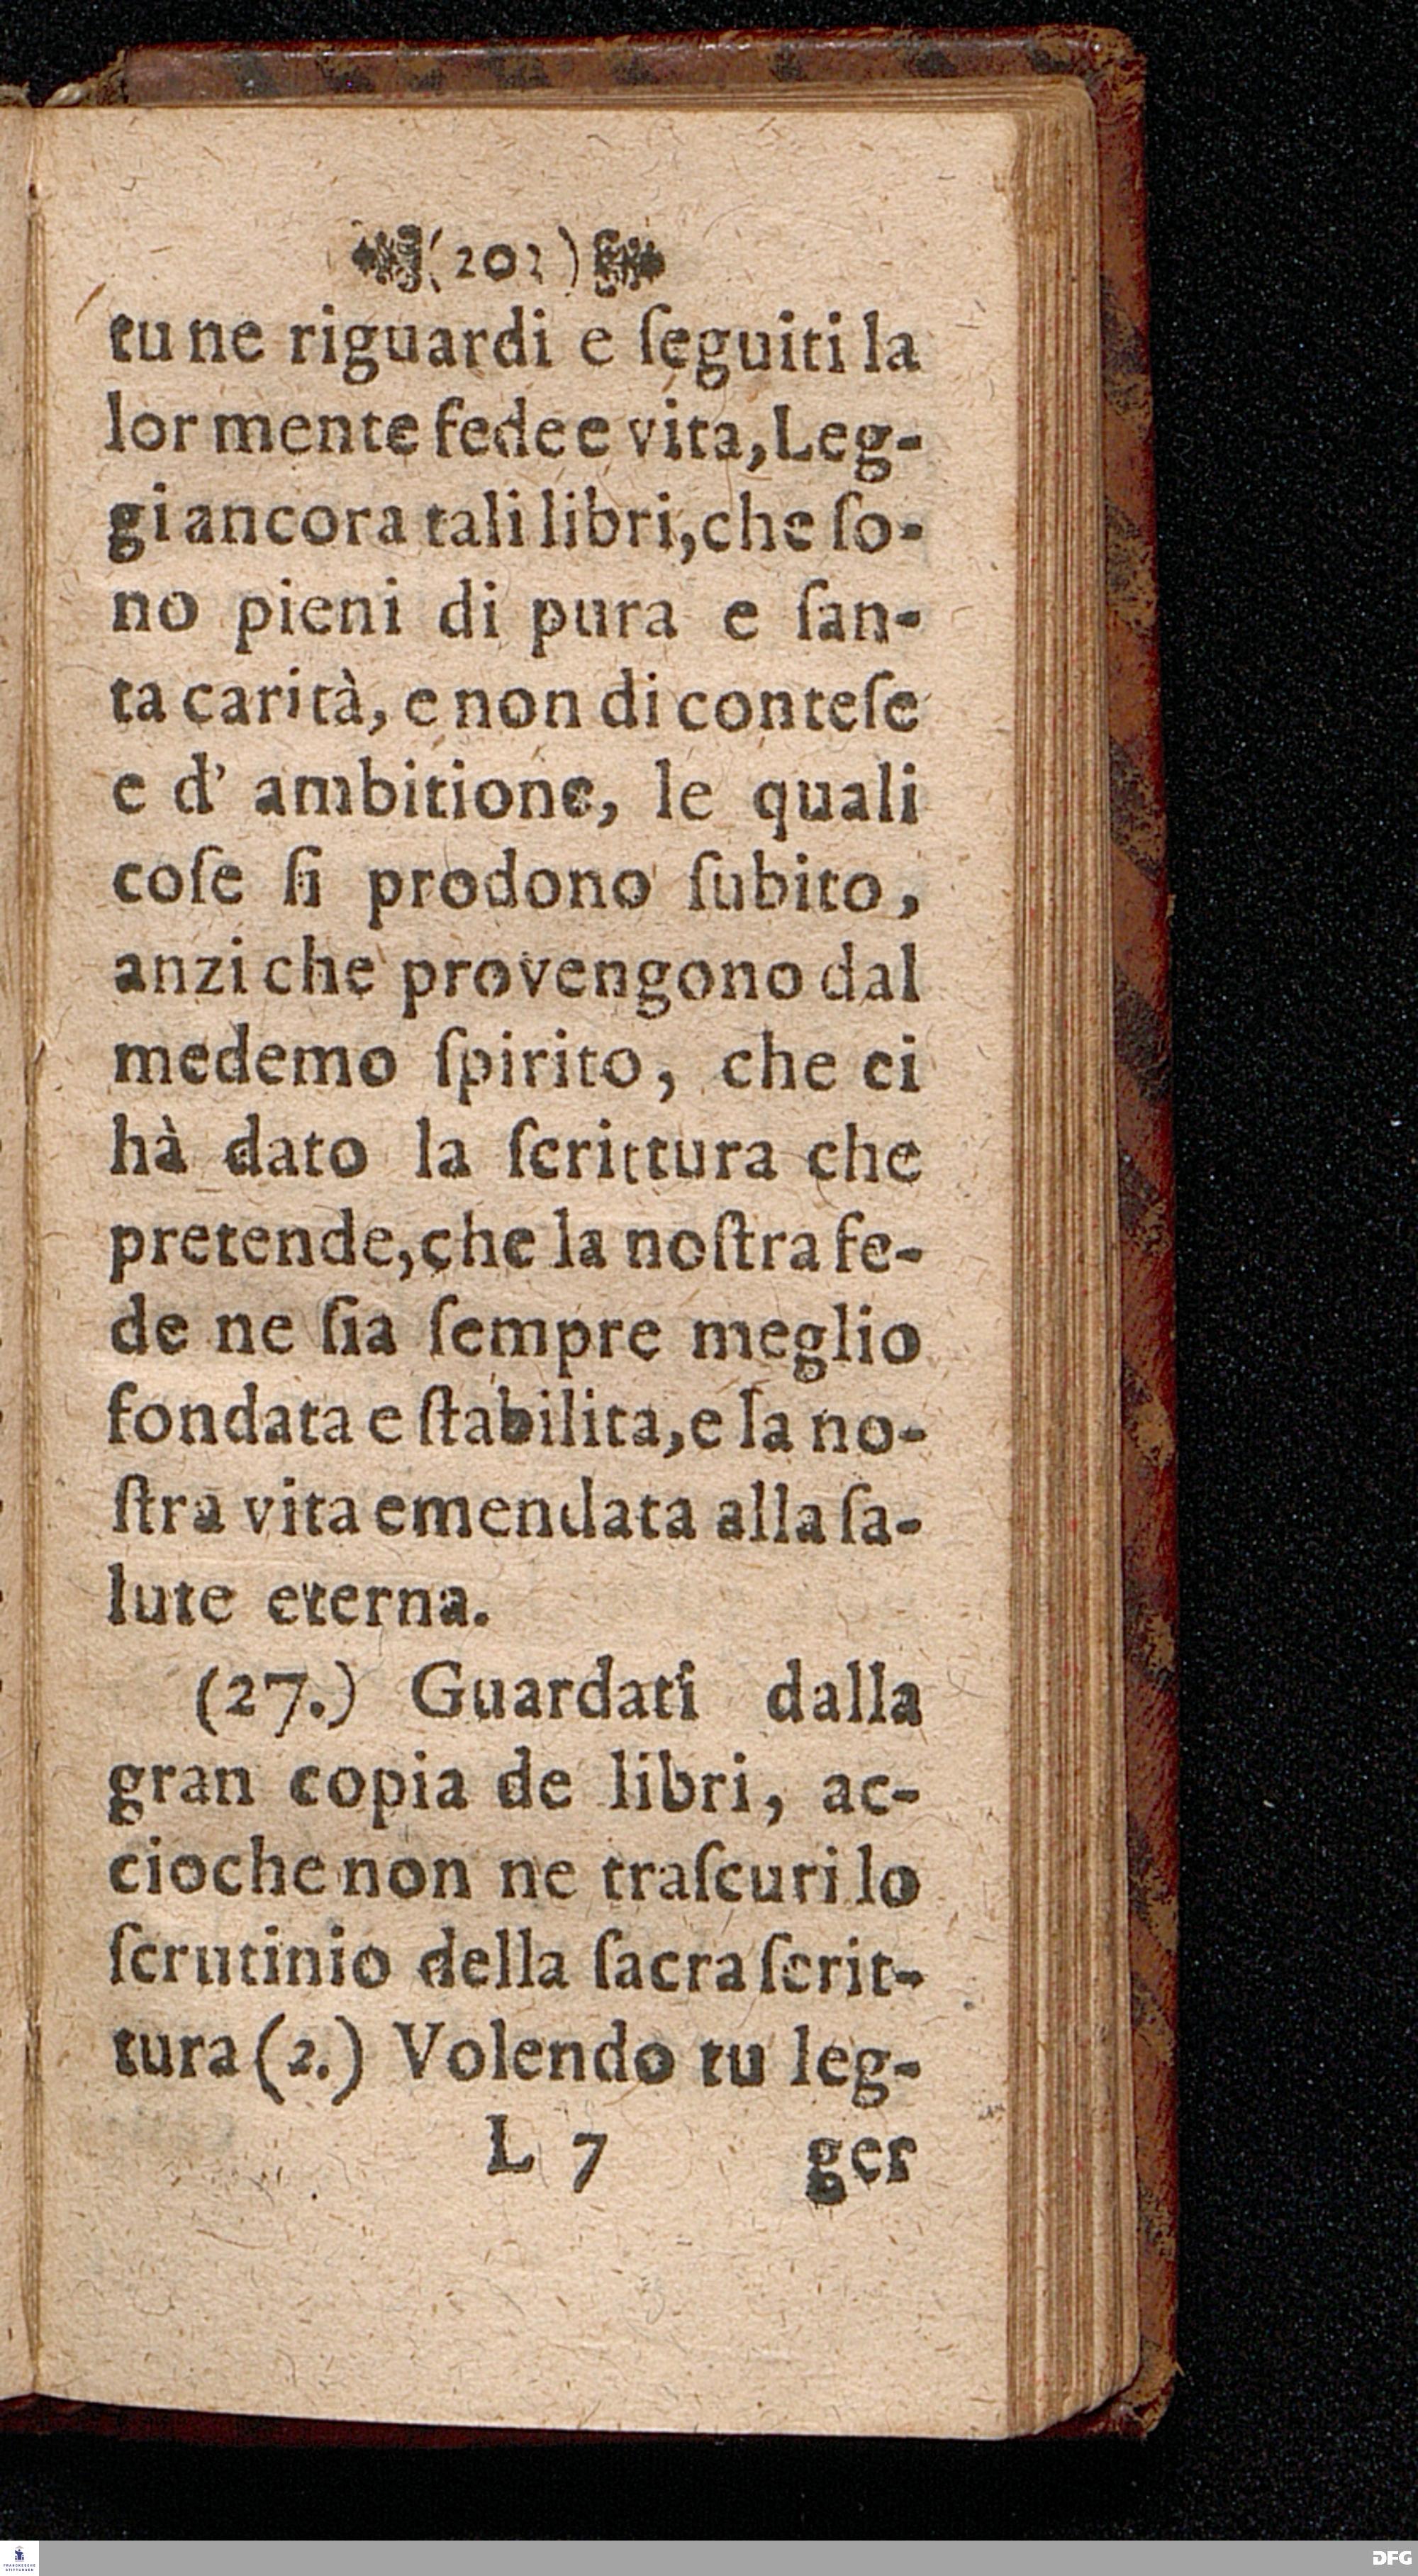 (203)
tu ne riguardi e ſeguiti la
lor mente fede e vita, Leg-
gi ancora tali libri, che ſo-
no pieni di pura e ſan-
ta carità, e non di conteſe
e d' ambitione, le quali
coſe ſi prodono ſubito,
anzi che provengono dal
medemo ſpirito, che ci
hà dato la ſcrittura che
pretende, che la noſtra fe-
de ne ſia ſempre meglio
fondata e ſtabilita, e la no-
ſtra vita emendata alla ſa-
lute eterna.
(27.) Guardati dalla
gran copia de libri, ac-
cioche non ne traſcuri lo
ſcrutinio della ſacra ſcrit-
tura (2.) Volendo tu leg-
L 7 ger
FRANCKESCHE
STIFTUNGEN
DFG